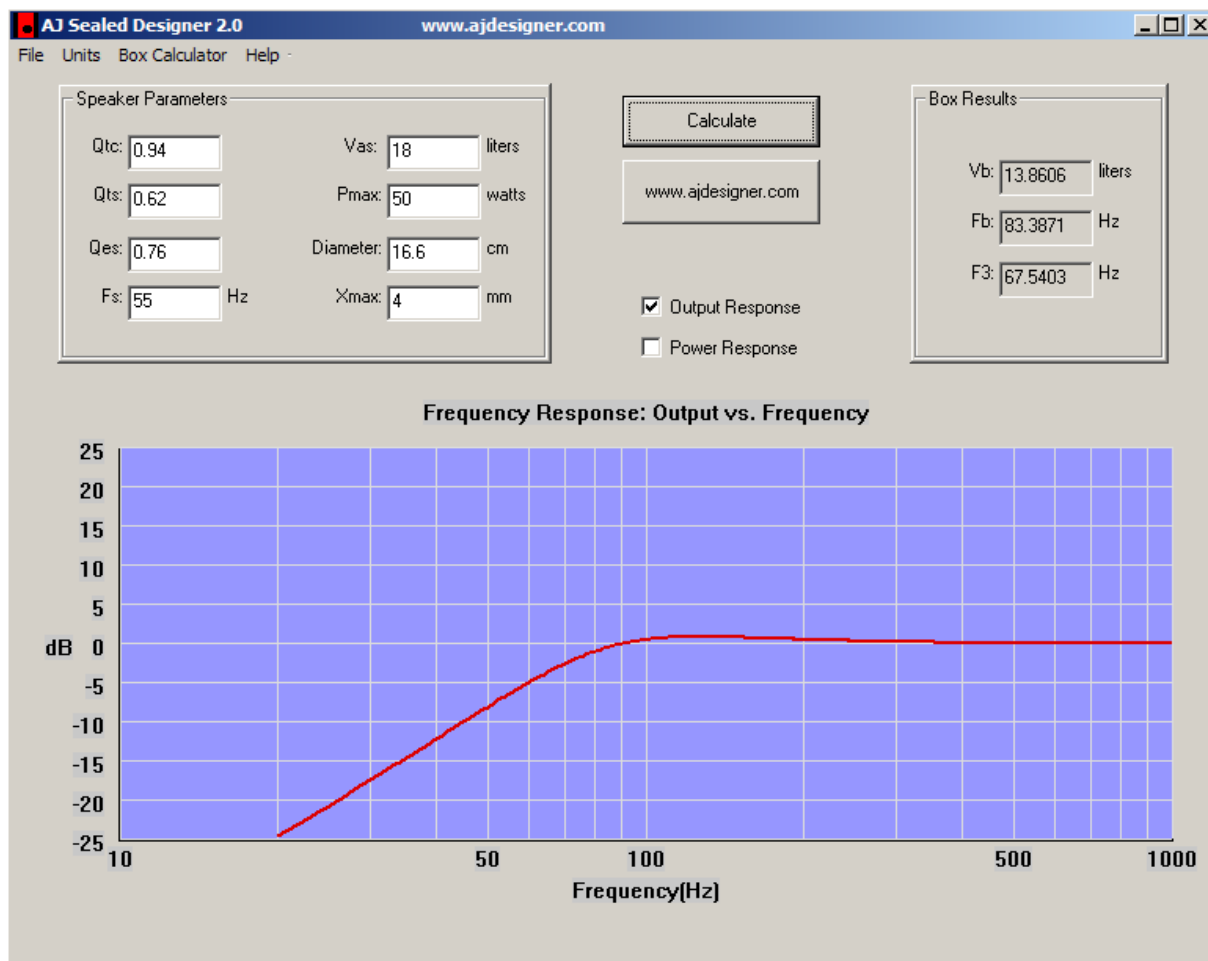 AJ Sealed Designer 2.0 www.ajdesigner.com
File Units Box Calculator Help
Speaker Parameters
Qtc: 0.94 Vas: 18 liters
Qts: 0.62 Pmax: 50 watts
Qes: 0.76 Diameter: 16.6 cm
Fs: 55 Hz Xmax: 4 mm
Calculate
www.ajdesigner.com
Output Response
Power Response
Box Results
Vb: 13.8606 liters
Fb: 83.3871 Hz
F3: 67.5403 Hz
Frequency Response: Output vs. Frequency
25
20
15
10
5
dB 0
-5
-10
-15
-20
-25
10 50 100 500 1000
Frequency(Hz)